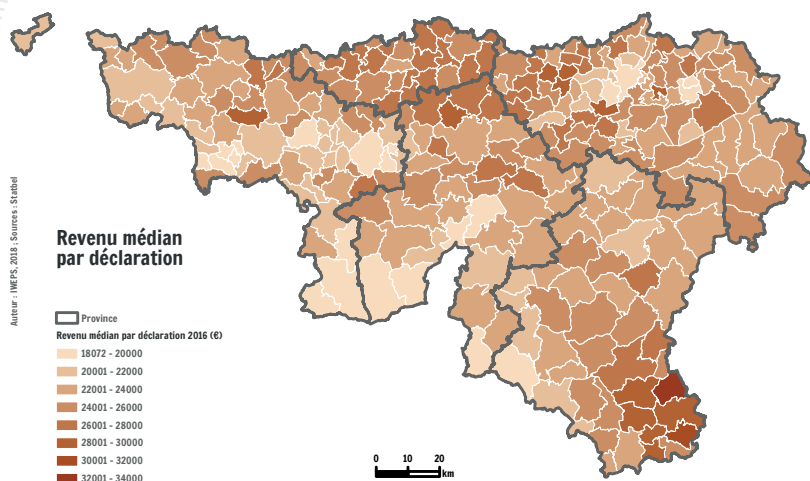 Revenu médian
par déclaration
Province
Revenu médian par déclaration 2016 (€)
18072 - 20000
20001 - 22000
22001 - 24000
24001 - 26000
26001 - 28000
28001 - 30000
30001 - 32000
32001 - 34000
0 10 20
km
Auteur : IWEPS, 2018 ; Sources : Statbel